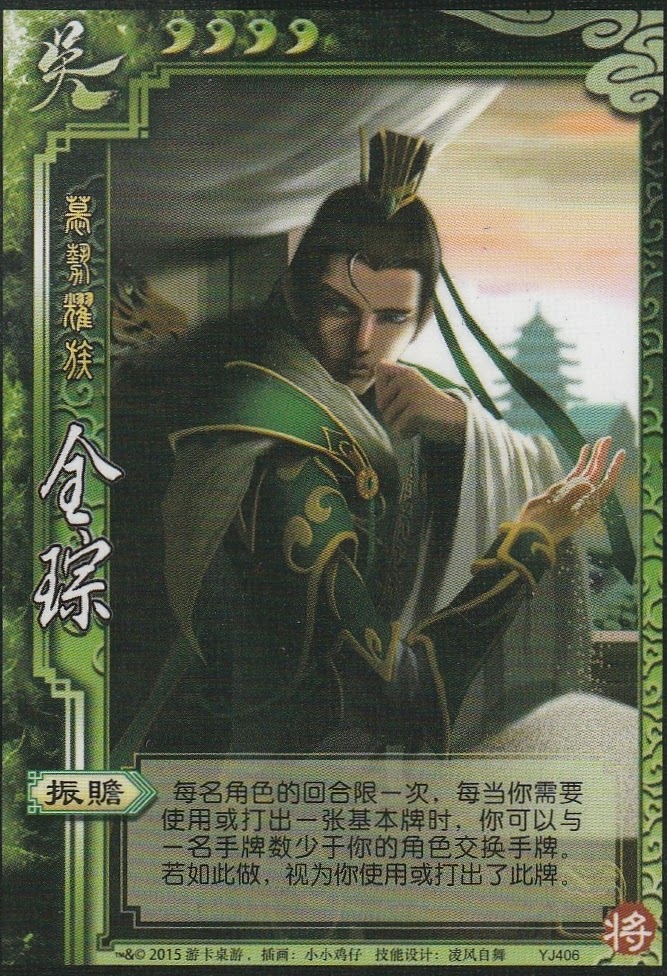 吴
慕勢耀族
全琮
振贍
每名角色的回合限一次，每当你需要
使用或打出一张基本牌时，你可以与
一名手牌数少于你的角色交换手牌。
若如此做，视为你使用或打出了此牌。
™&© 2015 游卡桌游，插画：小小鸡仔 技能设计：凌风自舞 YJ406
将